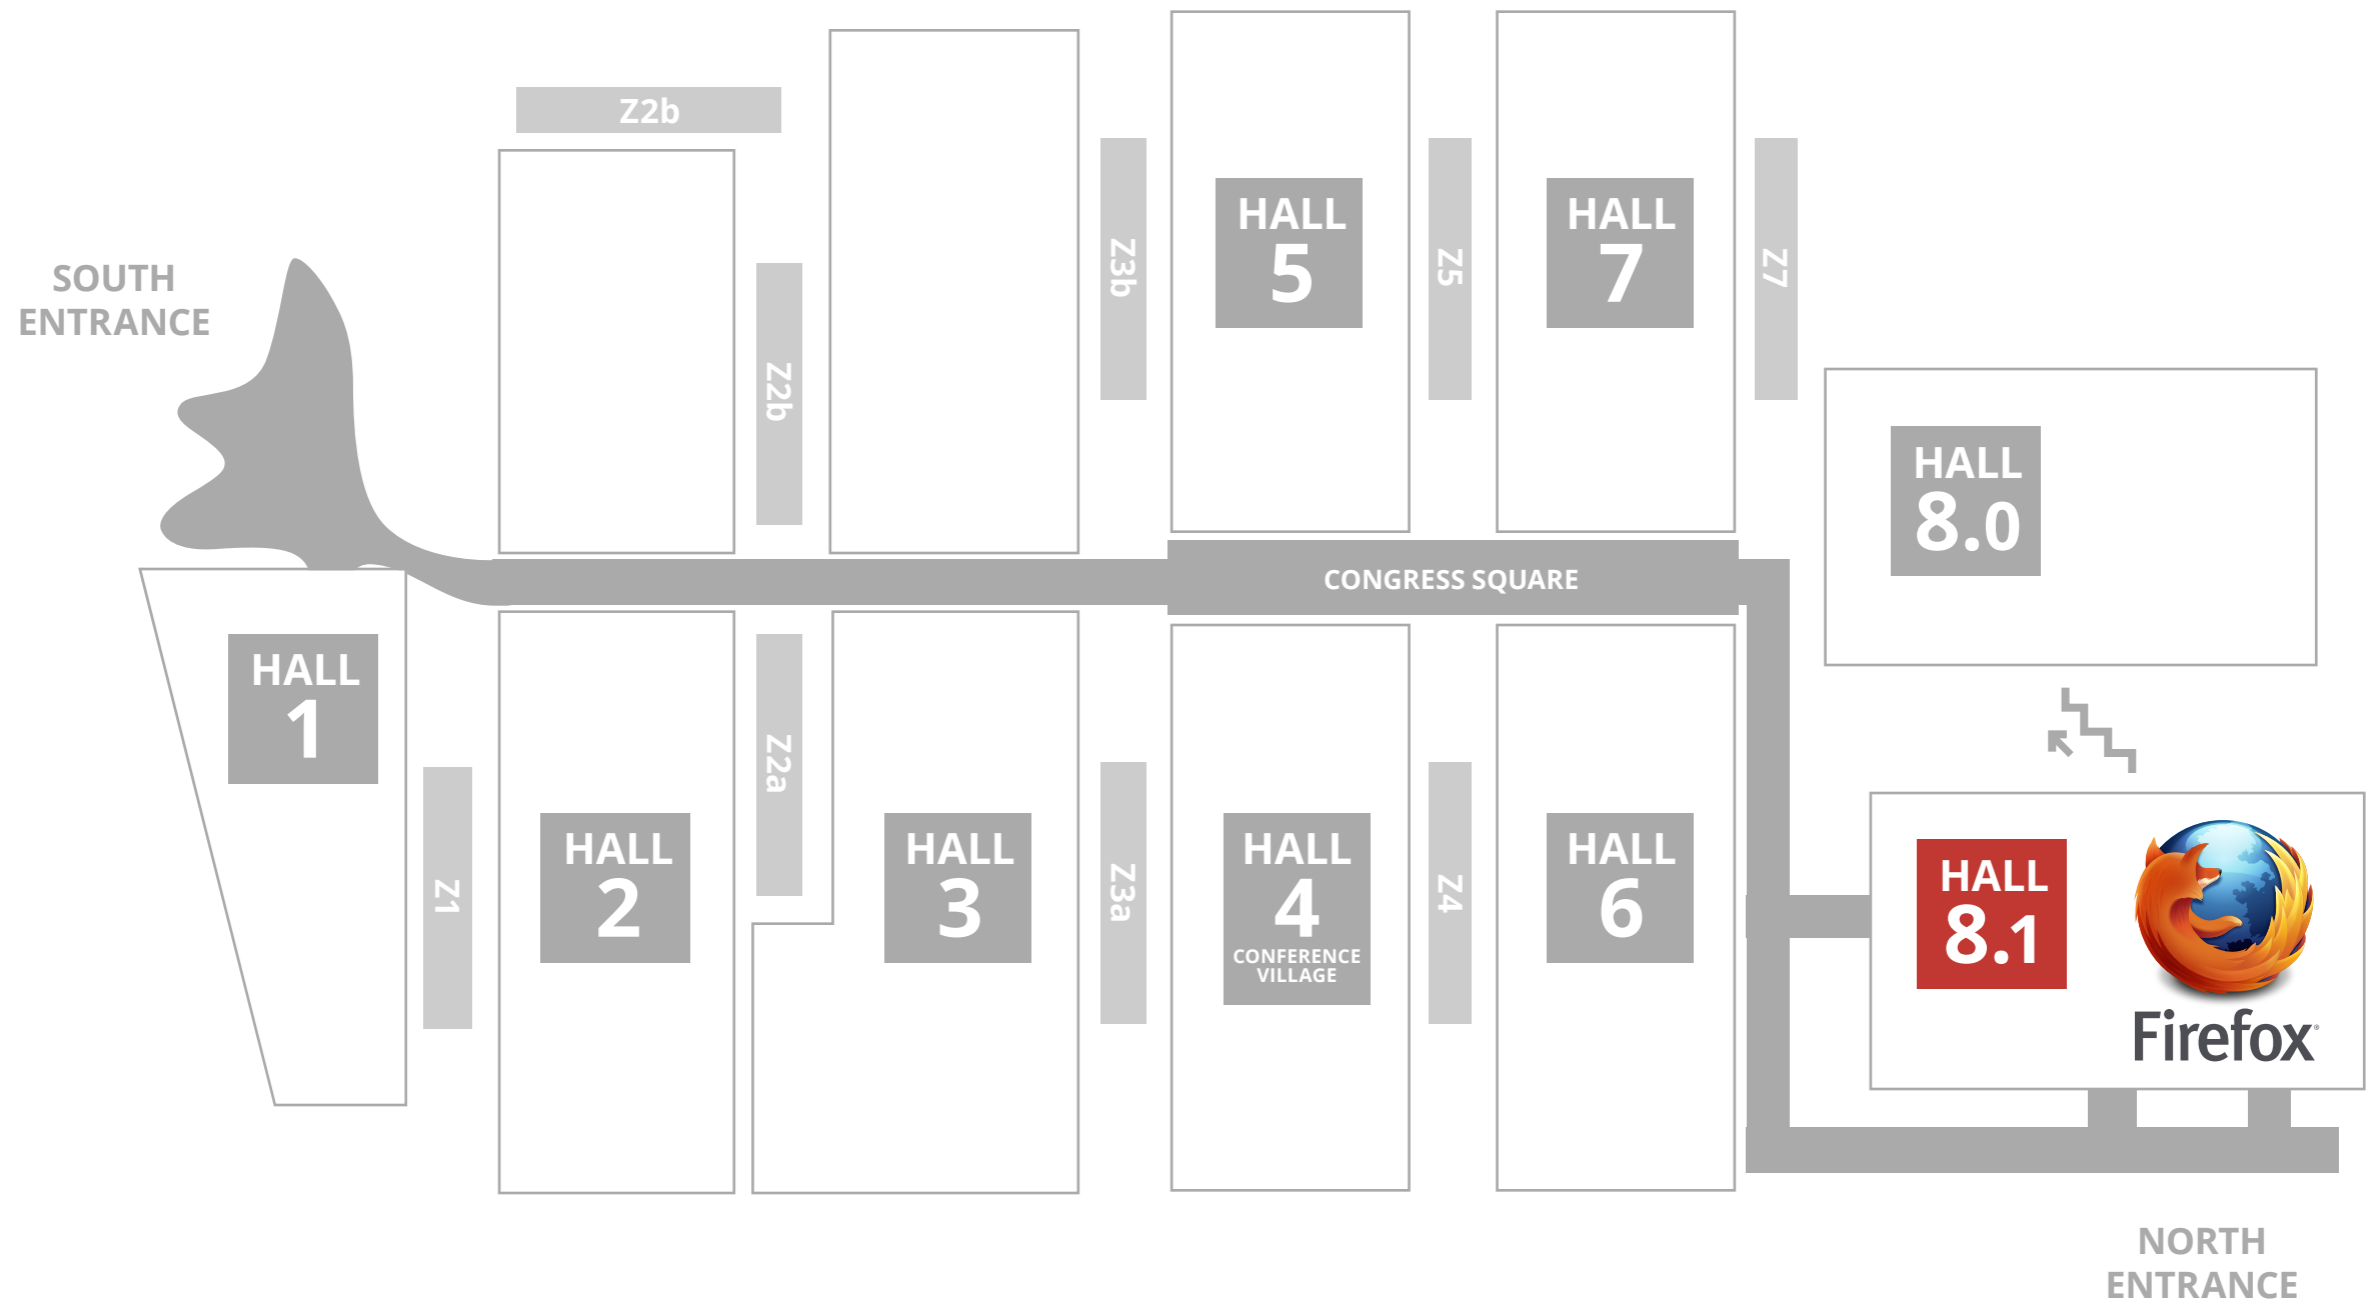 Z2b
SOUTH
ENTRANCE
Z2b
Z3b
HALL
5
Z5
HALL
7
Z7
HALL
8.0
CONGRESS SQUARE
HALL
1
Z1
HALL
2
Z2a
HALL
3
Z3a
HALL
4
CONFERENCE
VILLAGE
Z4
HALL
6
HALL
8.1
Firefox®
NORTH
ENTRANCE